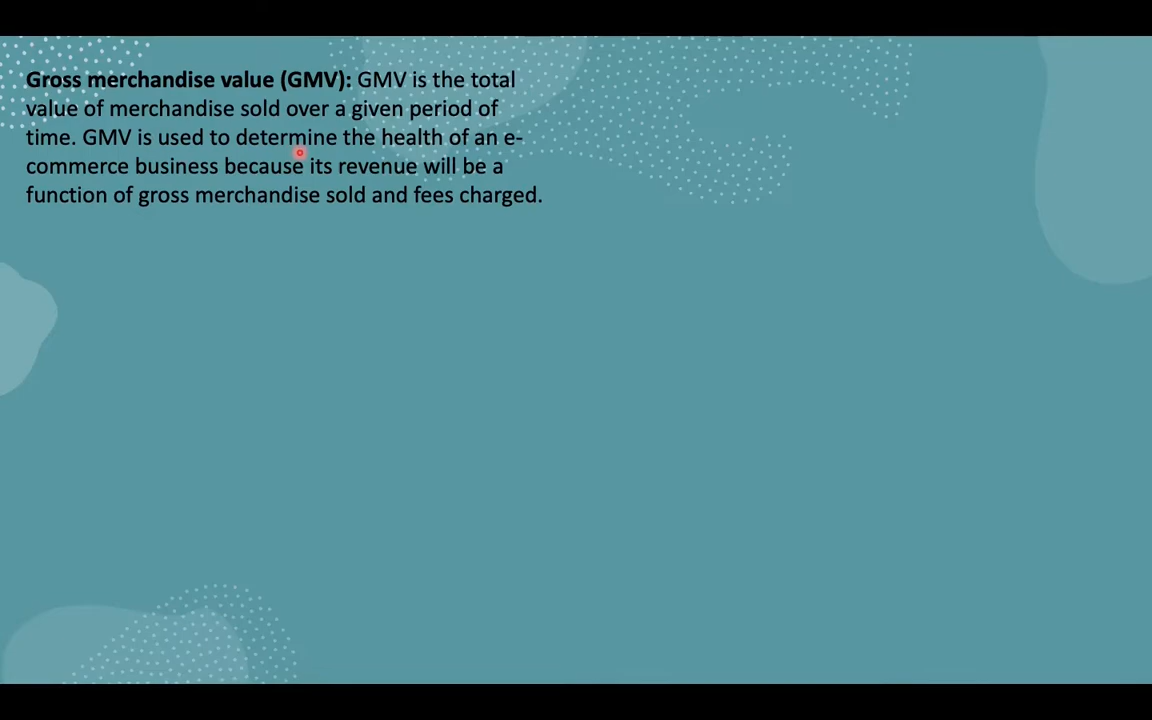 Gross merchandise value (GMV): GMV is the total
value of merchandise sold over a given period of
time. GMV is used to determine the health of an e-
commerce business because its revenue will be a
function of gross merchandise sold and fees charged.